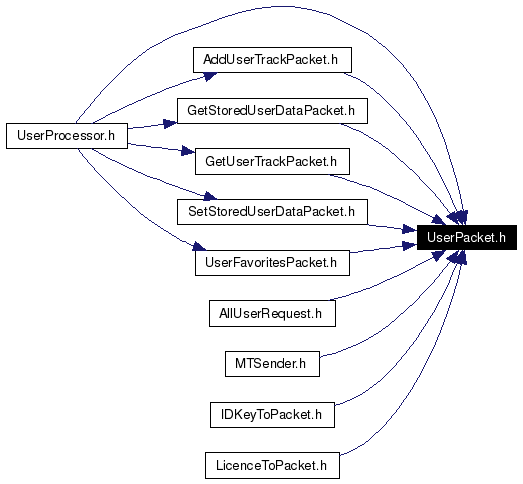 AddUserTrackPacket.h
GetStoredUserDataPacket.h
UserProcessor.h
GetUserTrackPacket.h
SetStoredUserDataPacket.h
UserPacket.h
UserFavoritesPacket.h
AllUserRequest.h
MTSender.h
IDKeyToPacket.h
LicenceToPacket.h